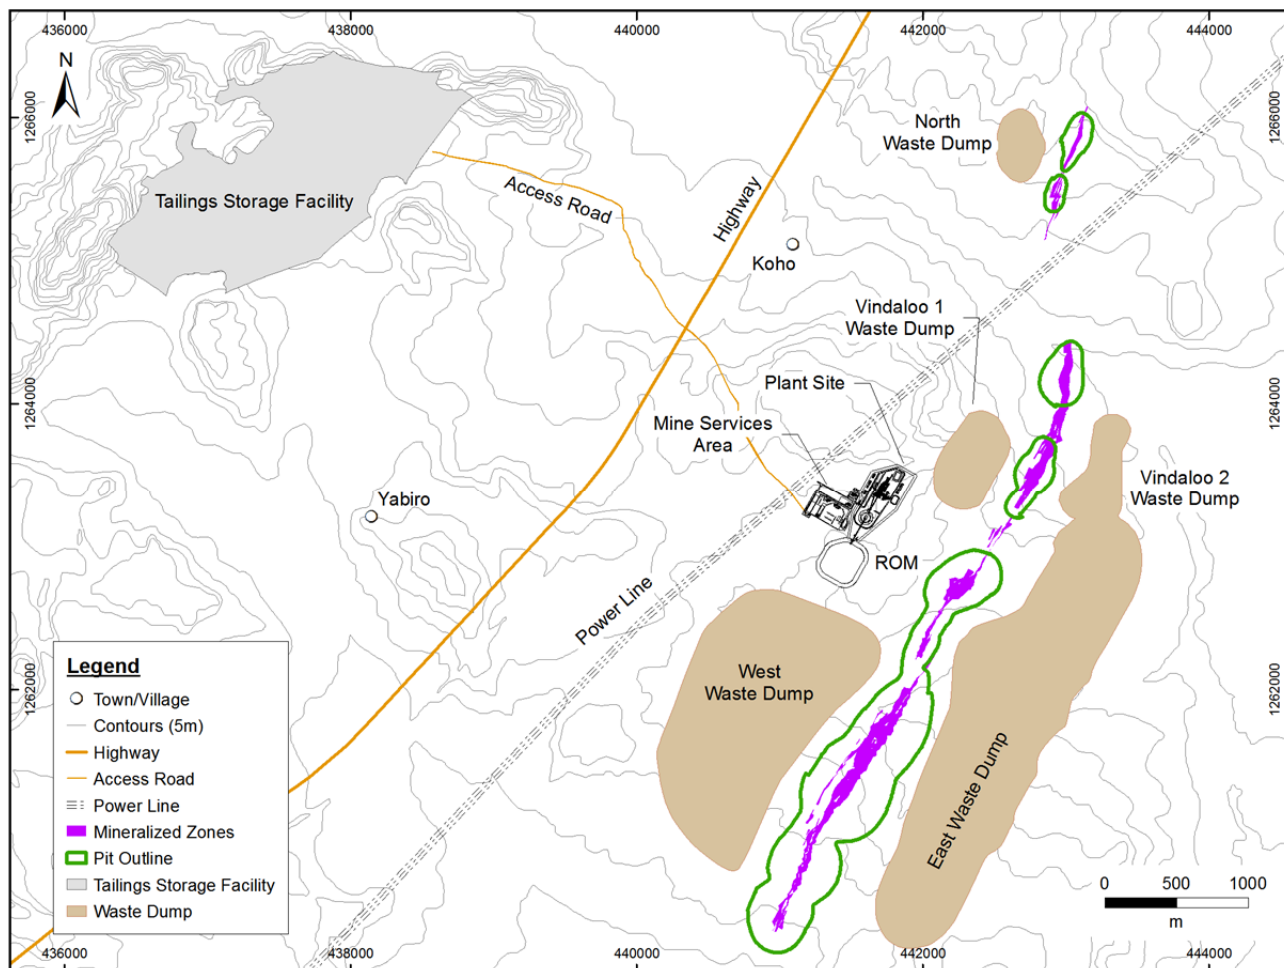 436000
438000
440000
442000
444000
N
1266000
1266000
North
Waste Dump
Tailings Storage Facility
Access Road
Highway
Koho
Vindaloo 1
Waste Dump
Plant Site
1264000
1264000
Mine Services
Area
Vindaloo 2
Waste Dump
Yabiro
ROM
Power Line
West
Waste Dump
1262000
1262000
East Waste Dump
Legend
Town/Village
Contours (5m)
Highway
Access Road
Power Line
Mineralized Zones
Pit Outline
Tailings Storage Facility
Waste Dump
0 500 1000
m
436000
438000
440000
442000
444000